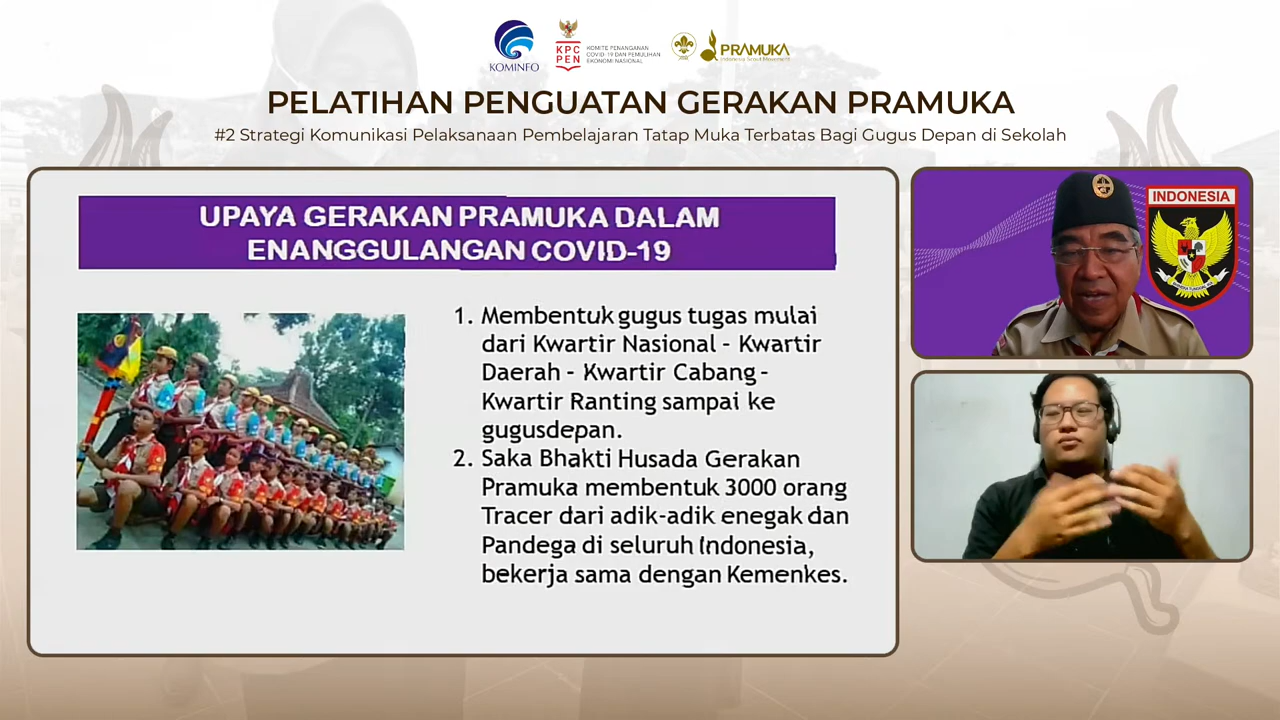 KOMINFO
KPC
PEN
KOMITE PENANGANAN
COVID-19 DAN PEMULIHAN
EKONOMI NASIONAL
PRAMUKA
Indonesia Scout Movement
PELATIHAN PENGUATAN GERAKAN PRAMUKA
#2 Strategi Komunikasi Pelaksanaan Pembelajaran Tatap Muka Terbatas Bagi Gugus Depan di Sekolah
UPAYA GERAKAN PRAMUKA DALAM
ENANGGULANGAN COVID-19
1. Membentuk gugus tugas mulai
dari Kwartir Nasional - Kwartir
Daerah - Kwartir Cabang -
Kwartir Ranting sampai ke
gugusdepan.
2. Saka Bhakti Husada Gerakan
Pramuka membentuk 3000 orang
Tracer dari adik-adik enegak dan
Pandega di seluruh Indonesia,
bekerja sama dengan Kemenkes.
INDONESIA